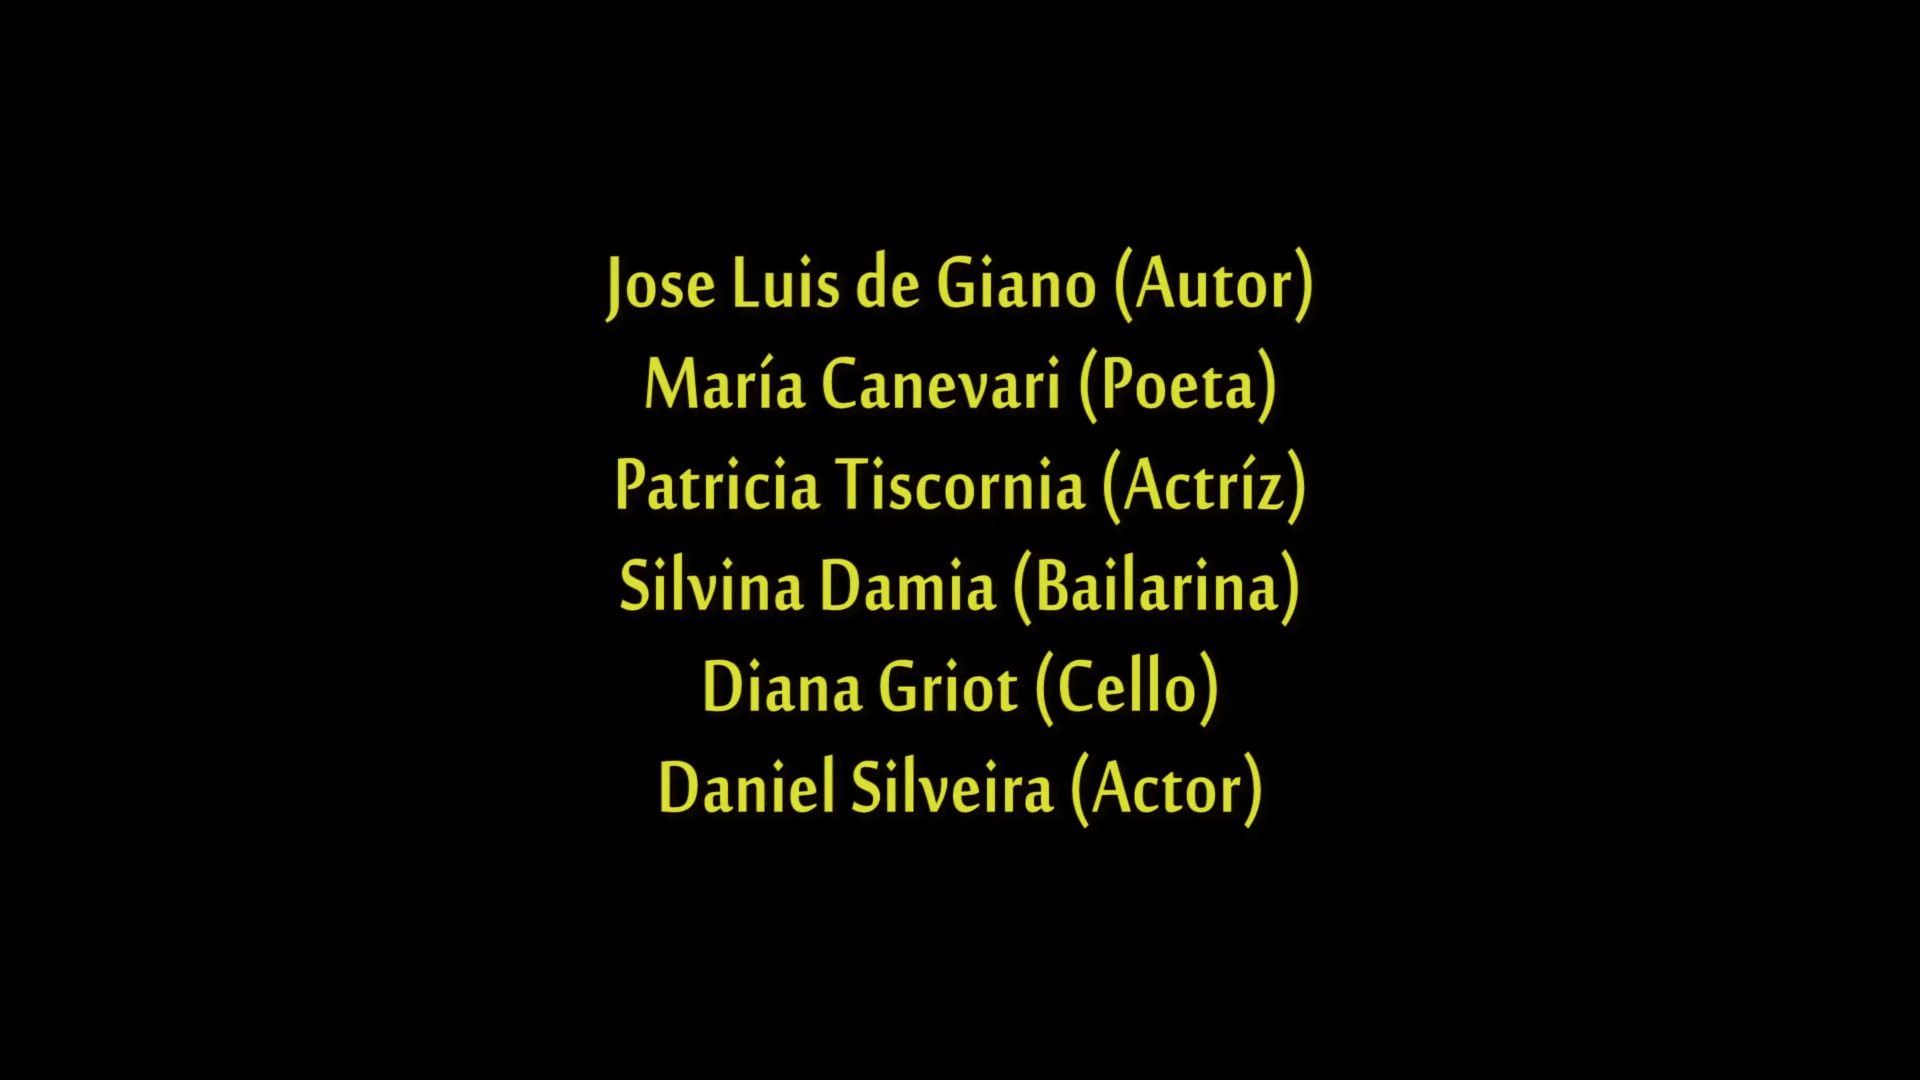 Jose Luis de Giano (Autor)
María Canevari (Poeta)
Patricia Tiscornia (Actríz)
Silvina Damia (Bailarina)
Diana Griot (Cello)
Daniel Silveira (Actor)